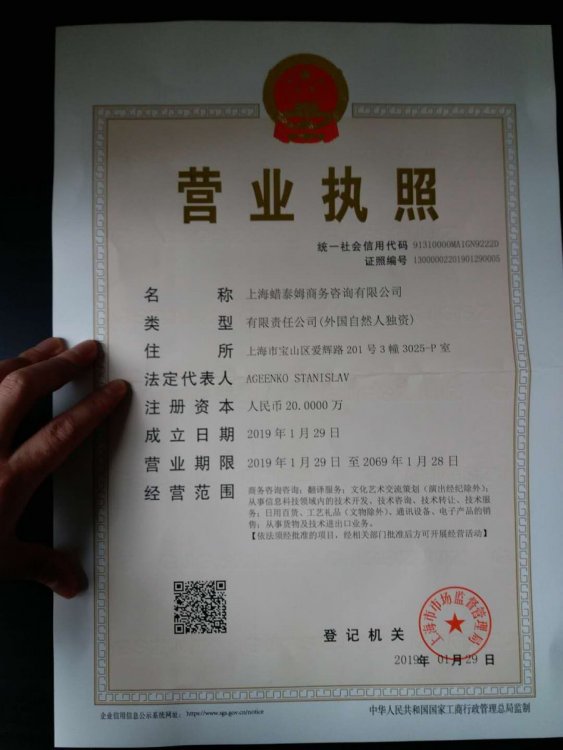 营业执照
统一社会信用代码 91310000MA1GN9222D
证照编号 13000002201901290005
名称 上海蜡泰姆商务咨询有限公司
类型 有限责任公司(外国自然人独资)
住所 上海市宝山区爱辉路201号3幢3025-P室
法定代表人 AGEENKO STANISLAV
注册资本 人民币20.0000万
成立日期 2019年1月29日
营业期限 2019年1月29日 至 2069年1月28日
经营范围 商务咨询咨询；翻译服务；文化艺术交流策划（演出经纪除外）；
从事信息科技领域内的技术开发、技术咨询、技术转让、技术服
务；日用百货、工艺礼品（文物除外）、通讯设备、电子产品的销
售；从事货物及技术进出口业务。
【依法须经批准的项目，经相关部门批准后方可开展经营活动】
登记机关
上海市市场监督管理局
2019年 01月29日
企业信用信息公示系统网址： https://www.sgs.gov.cn/notice
中华人民共和国国家工商行政管理总局监制